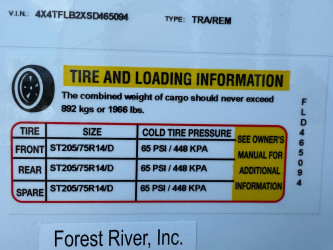 V.I.N.: 4X4TFLB2XSD465094 TYPE: TRA/REM
TIRE AND LOADING INFORMATION
The combined weight of cargo should never exceed
892 kgs or 1966 lbs.
TIRE SIZE COLD TIRE PRESSURE
FRONT ST205/75R14/D 65 PSI / 448 KPA
REAR ST205/75R14/D 65 PSI / 448 KPA
SPARE ST205/75R14/D 65 PSI / 448 KPA
SEE OWNER'S
MANUAL FOR
ADDITIONAL
INFORMATION
FLD465094
Forest River, Inc.